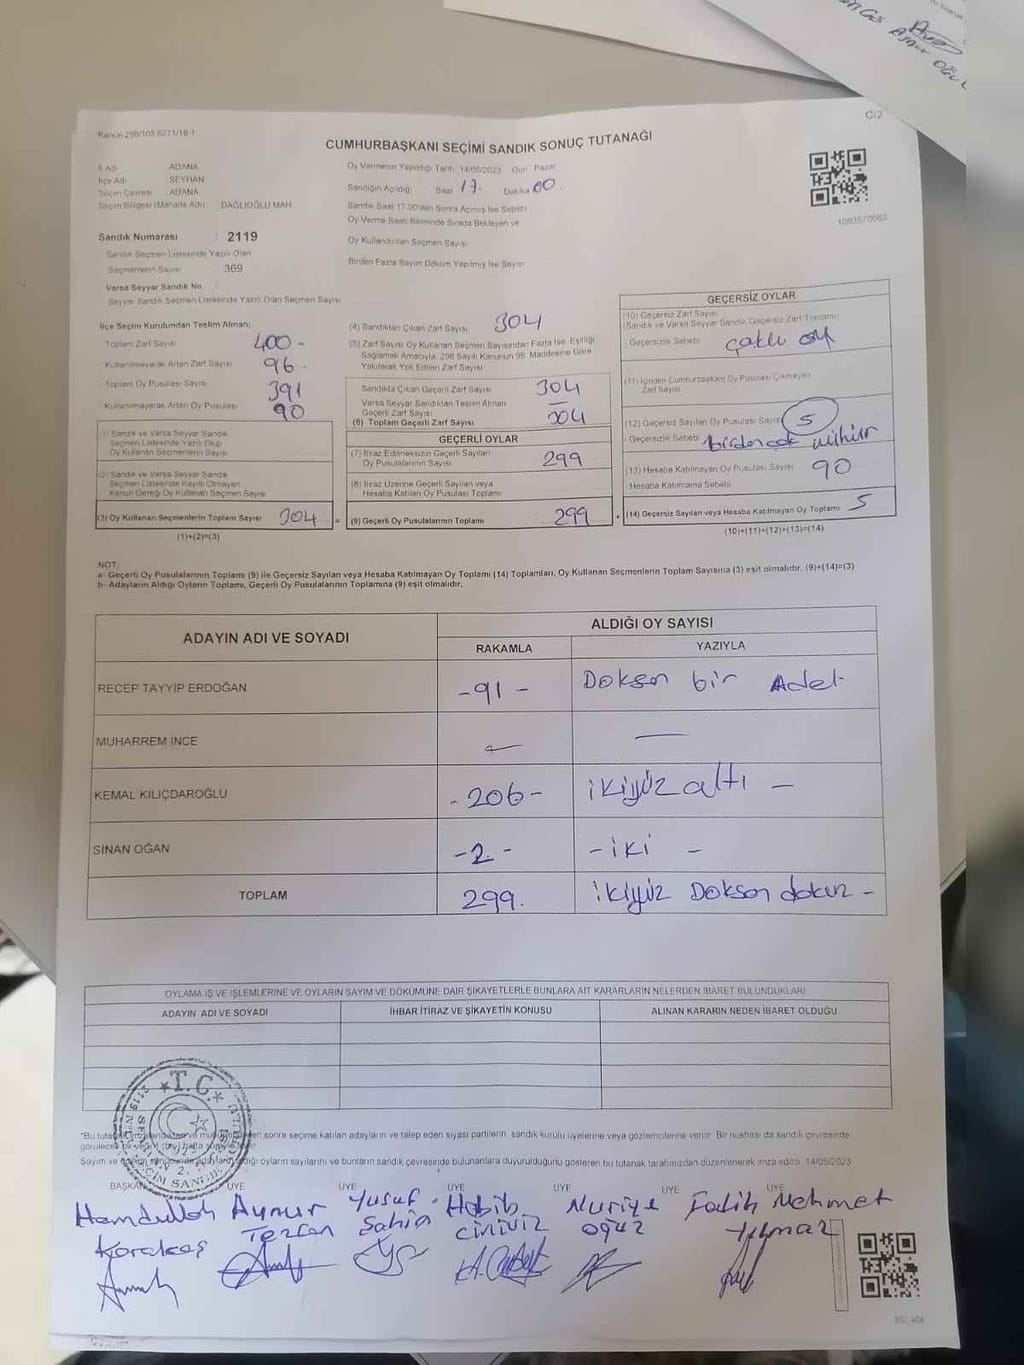 Kanun 298/105 6271/16-1
C/2
CUMHURBAŞKANI SEÇİMİ SANDIK SONUÇ TUTANAĞI
İl Adı ADANA
İlçe Adı SEYHAN
Seçim Çevresi : ADANA
Seçim Bölgesi (Mahalle Adı) DAĞLIOĞLU MAH.
Sandık Numarası : 2119
Sandık Seçmen Listesinde Yazılı Olan
Seçmenlerin Sayısı : 369
Varsa Seyyar Sandık No
Seyyar Sandık Seçmen Listesinde Yazılı Olan Seçmen Sayısı
Oy Vermenin Yapıldığı Tarih: 14/05/2023 Gün Pazar
Sandığın Açıldığı Saat 17. Dakika 00.
Sandık Saat 17.00'den Sonra Açılmış İse Sebebi
Oy Verme Saati Bitiminde Sırada Bekleyen ve
Oy Kullandırılan Seçmen Sayısı
Birden Fazla Sayım Döküm Yapılmış İse Sayısı
1093570063
İlçe Seçim Kurulundan Teslim Alınan;
Toplam Zarf Sayısı 400 -
Kullanılmayarak Artan Zarf Sayısı 96 -
Toplam Oy Pusulası Sayısı 391
Kullanılmayarak Artan Oy Pusulası 90
(1) Sandık ve Varsa Seyyar Sandık
Seçmen Listesinde Yazılı Olup
Oy Kullanan Seçmenlerin Sayısı
(2) Sandık ve Varsa Seyyar Sandık
Seçmen Listesinde Kayıtlı Olmayan
Kanun Gereği Oy Kullanan Seçmen Sayısı
(3) Oy Kullanan Seçmenlerin Toplam Sayısı 304 =
(1)+(2)=(3)
(4) Sandıktan Çıkan Zarf Sayısı 304
(5) Zarf Sayısı Oy Kullanan Seçmen Sayısından Fazla İse, Eşitliği
Sağlamak Amacıyla, 298 Sayılı Kanunun 98. Maddesine Göre
Yakılarak Yok Edilen Zarf Sayısı
Sandıkta Çıkan Geçerli Zarf Sayısı 304
Varsa Seyyar Sandıktan Teslim Alınan
Geçerli Zarf Sayısı —
(6) Toplam Geçerli Zarf Sayısı 304
GEÇERLİ OYLAR
(7) İtiraz Edilmeksizin Geçerli Sayılan
Oy Pusulalarının Sayısı 299
(8) İtiraz Üzerine Geçerli Sayılan veya
Hesaba Katılan Oy Pusulası Toplamı
(9) Geçerli Oy Pusulalarının Toplamı 299 +
GEÇERSİZ OYLAR
(10) Geçersiz Zarf Sayısı
(Sandık ve Varsa Seyyar Sandık Geçersiz Zarf Toplamı)
- Geçersizlik Sebebi çaklı oy
(11) İçinden Cumhurbaşkanı Oy Pusulası Çıkmayan
Zarf Sayısı
(12) Geçersiz Sayılan Oy Pusulası Sayısı 5
- Geçersizlik Sebebi birden çok mühür
(13) Hesaba Katılmayan Oy Pusulası Sayısı 90
- Hesaba Katılmama Sebebi
(14) Geçersiz Sayılan veya Hesaba Katılmayan Oy Toplamı 5
(10)+(11)+(12)+(13)=(14)
NOT:
a- Geçerli Oy Pusulalarının Toplamı (9) ile Geçersiz Sayılan veya Hesaba Katılmayan Oy Toplamı (14) Toplamları, Oy Kullanan Seçmenlerin Toplam Sayısına (3) eşit olmalıdır. (9)+(14)=(3)
b- Adayların Aldığı Oyların Toplamı, Geçerli Oy Pusulalarının Toplamına (9) eşit olmalıdır.
ADAYIN ADI VE SOYADI
ALDIĞI OY SAYISI
RAKAMLA YAZIYLA
RECEP TAYYİP ERDOĞAN - 91 - Doksan bir Adet-
MUHARREM İNCE — —
KEMAL KILIÇDAROĞLU - 206 - ikiyüz altı -
SİNAN OĞAN - 2 - - iki -
TOPLAM 299. ikiyüz Doksan dokuz -
OYLAMA İŞ VE İŞLEMLERİNE VE OYLARIN SAYIM VE DÖKÜMÜNE DAİR ŞİKAYETLERLE BUNLARA AİT KARARLARIN NELERDEN İBARET BULUNDUKLARI
ADAYIN ADI VE SOYADI İHBAR İTİRAZ VE ŞİKAYETİN KONUSU ALINAN KARARIN NEDEN İBARET OLDUĞU
T.C.
sonra seçime katılan adayların ve talep eden siyasi partilerin sandık kurulu üyelerine veya gözlemcilerine verilir. Bir nüshası da sandık çevresinde
Sayım ve oyların sayılarını ve bunların sandık çevresinde bulunanlara duyurulduğunu gösteren bu tutanak tarafımızdan düzenlenerek imza edildi. 14/05/2023
BAŞKAN ÜYE ÜYE ÜYE ÜYE ÜYE ÜYE
Hamdullah Aynur Yusuf Habib Nuriye Fatih Mehmet
Karakaş Tezcan Şahin Ciniviz Oğuz Yılmaz